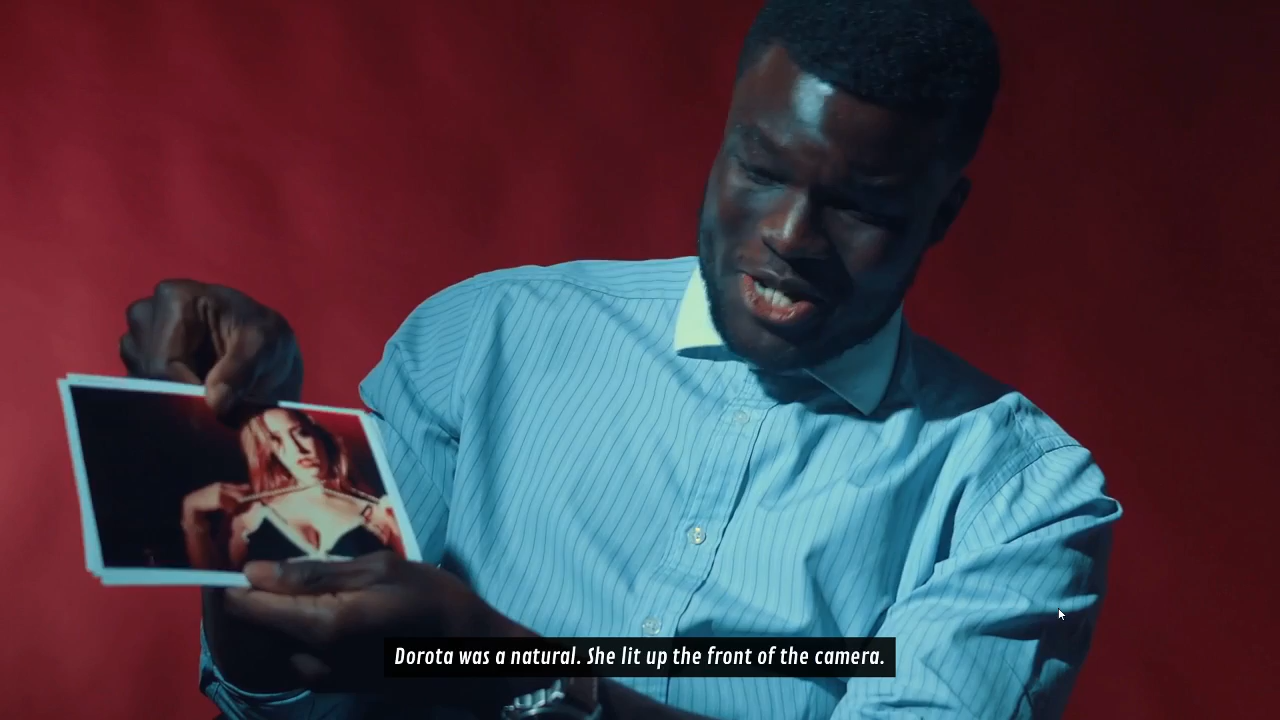 Dorota was a natural. She lit up the front of the camera.